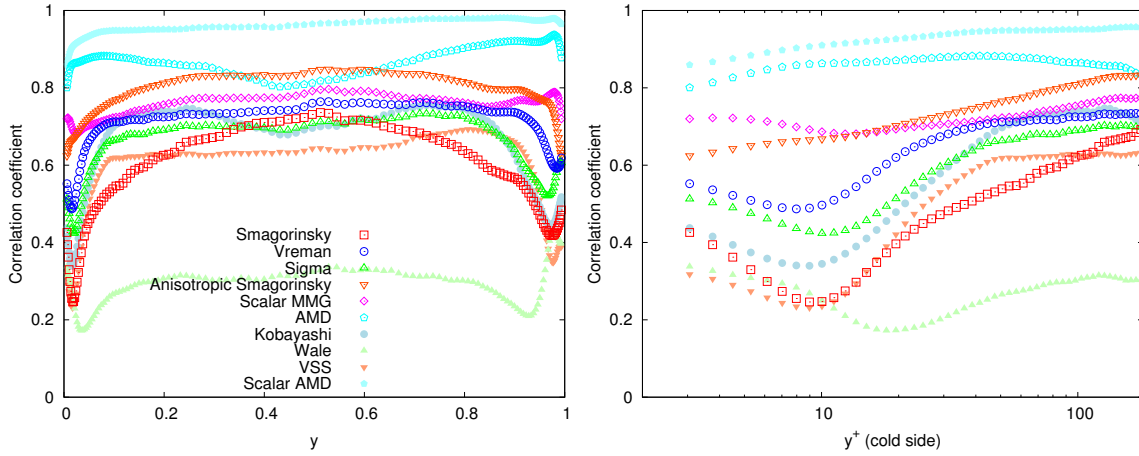 1
0.8
0.6
0.4
0.2
0
0 0.2 0.4 0.6 0.8 1
Correlation coefficient
y
Smagorinsky
Vreman
Sigma
Anisotropic Smagorinsky
Scalar MMG
AMD
Kobayashi
Wale
VSS
Scalar AMD
1
0.8
0.6
0.4
0.2
0
10 100
Correlation coefficient
y+ (cold side)